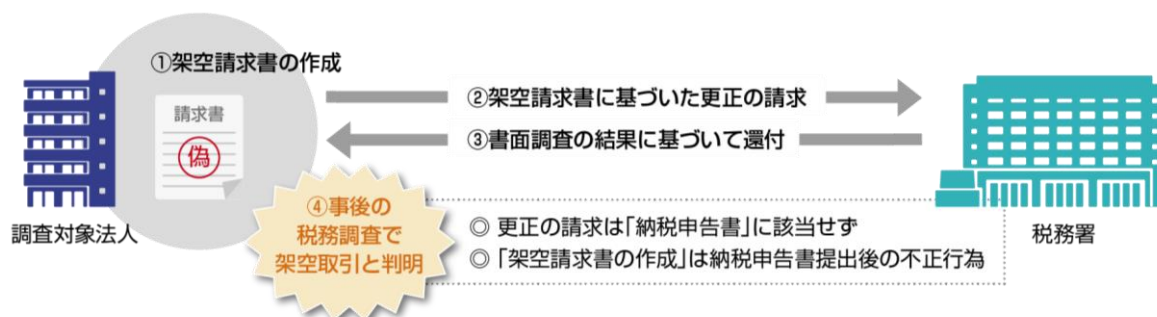 ①架空請求書の作成
請求書
偽
②架空請求書に基づいた更正の請求
③書面調査の結果に基づいて還付
調査対象法人
④事後の
税務調査で
架空取引と判明
◎ 更正の請求は「納税申告書」に該当せず
◎ 「架空請求書の作成」は納税申告書提出後の不正行為
税務署